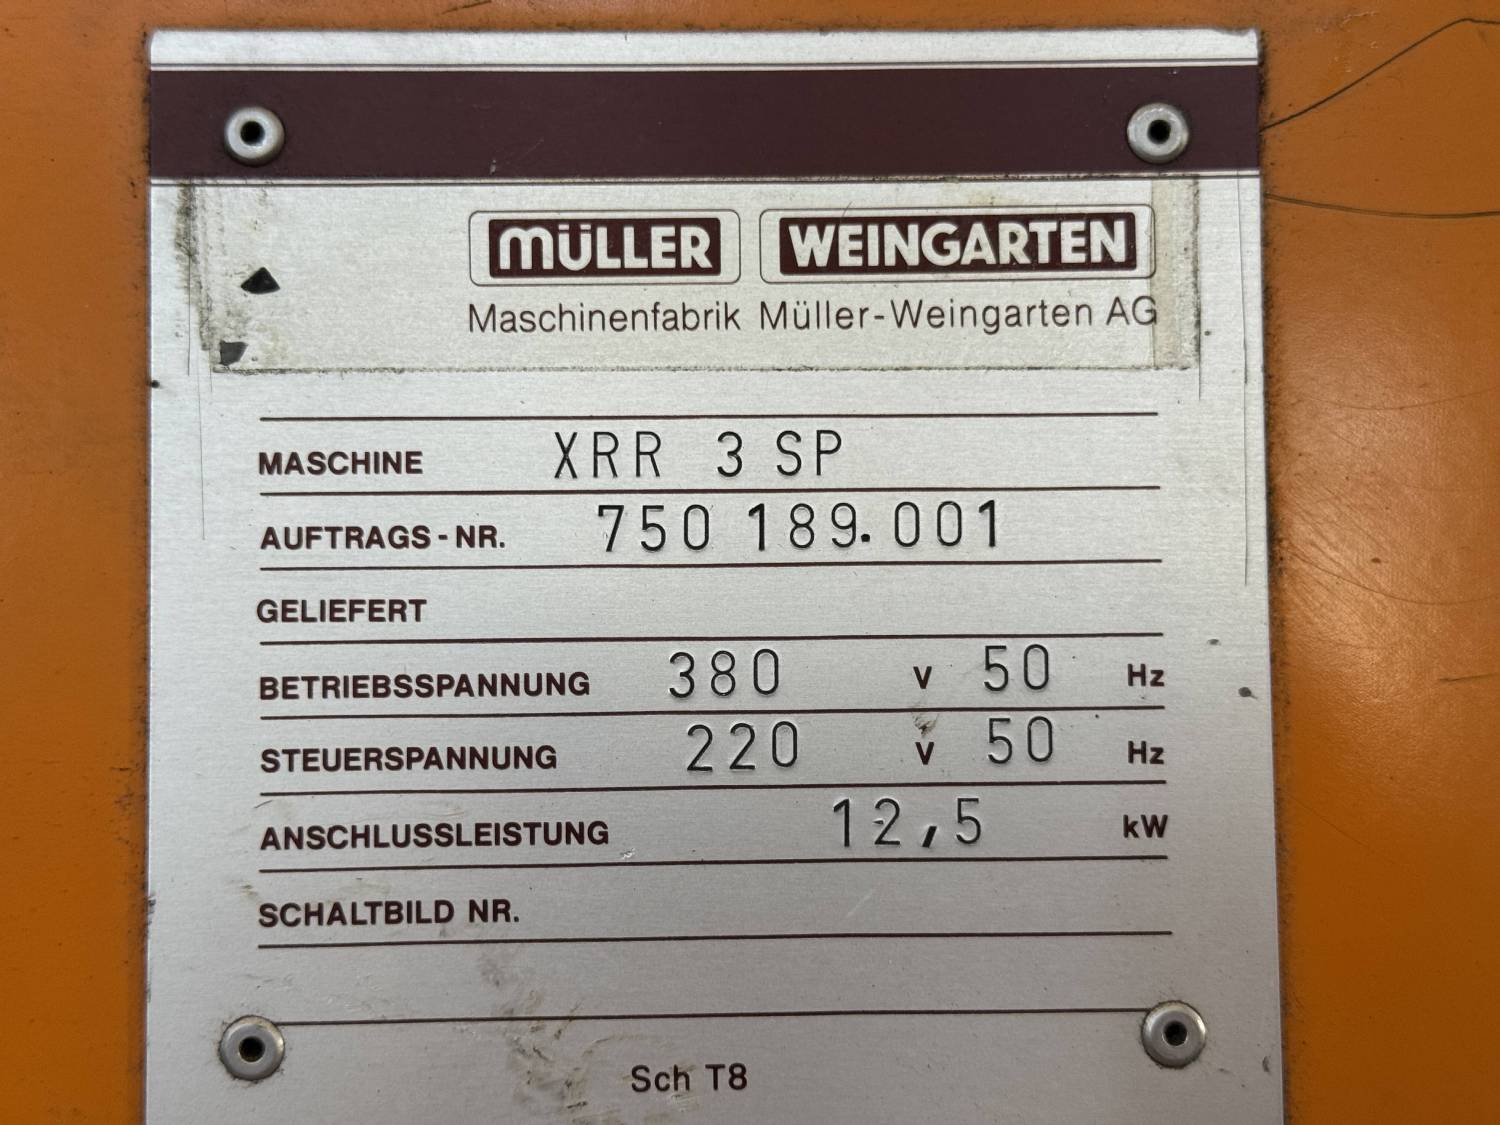 MÜLLER WEINGARTEN
Maschinenfabrik Müller-Weingarten AG
MASCHINE XRR 3 SP
AUFTRAGS-NR. 750 189.001
GELIEFERT
BETRIEBSSPANNUNG 380 V 50 Hz
STEUERSPANNUNG 220 V 50 Hz
ANSCHLUSSLEISTUNG 12,5 kW
SCHALTBILD NR.
Sch T8